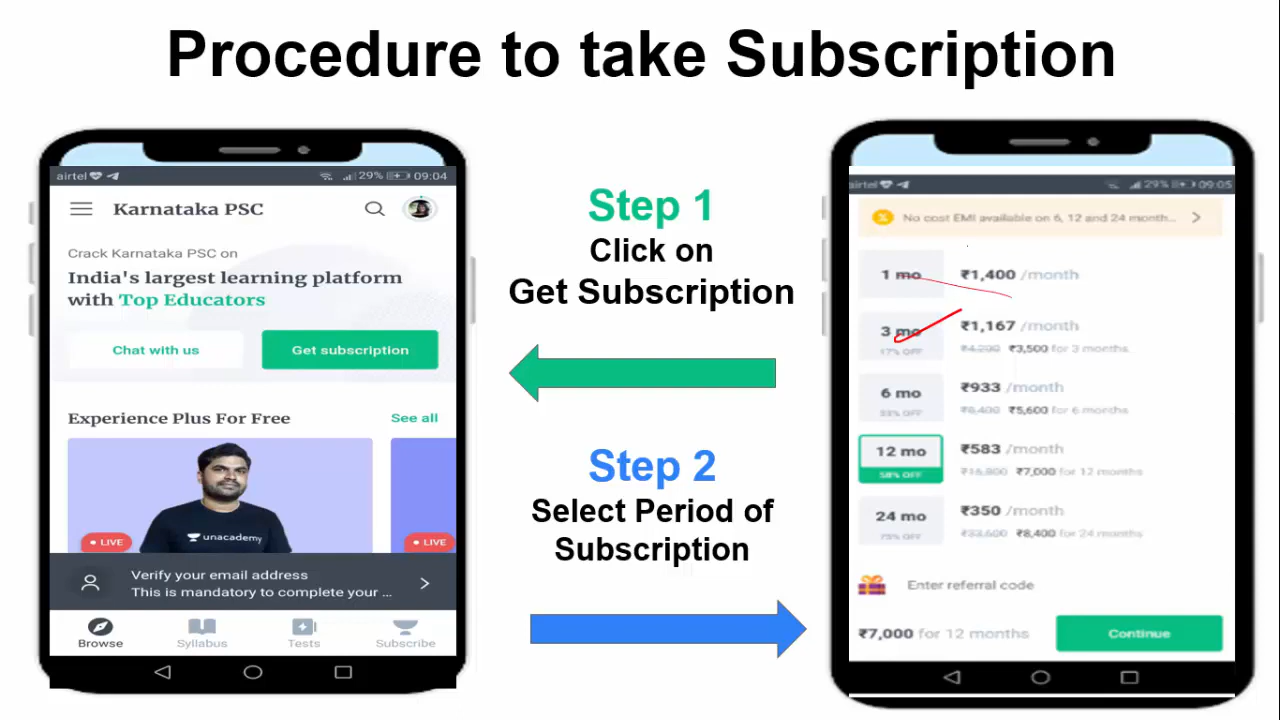 Procedure to take Subscription
airtel 29% 09:04
Karnataka PSC
Crack Karnataka PSC on
India's largest learning platform
with Top Educators
Chat with us
Get subscription
Experience Plus For Free
See all
unacademy
LIVE
LIVE
Verify your email address
This is mandatory to complete your ...
Browse
Syllabus
Tests
Subscribe
Step 1
Click on
Get Subscription
Step 2
Select Period of
Subscription
airtel 29% 09:05
No cost EMI available on 6, 12 and 24 month...
1 mo ₹1,400 /month
3 mo ₹1,167 /month
17% OFF ₹4,200 ₹3,500 for 3 months
6 mo ₹933 /month
33% OFF ₹8,400 ₹5,600 for 6 months
12 mo ₹583 /month
58% OFF ₹16,800 ₹7,000 for 12 months
24 mo ₹350 /month
75% OFF ₹33,600 ₹8,400 for 24 months
Enter referral code
₹7,000 for 12 months
Continue